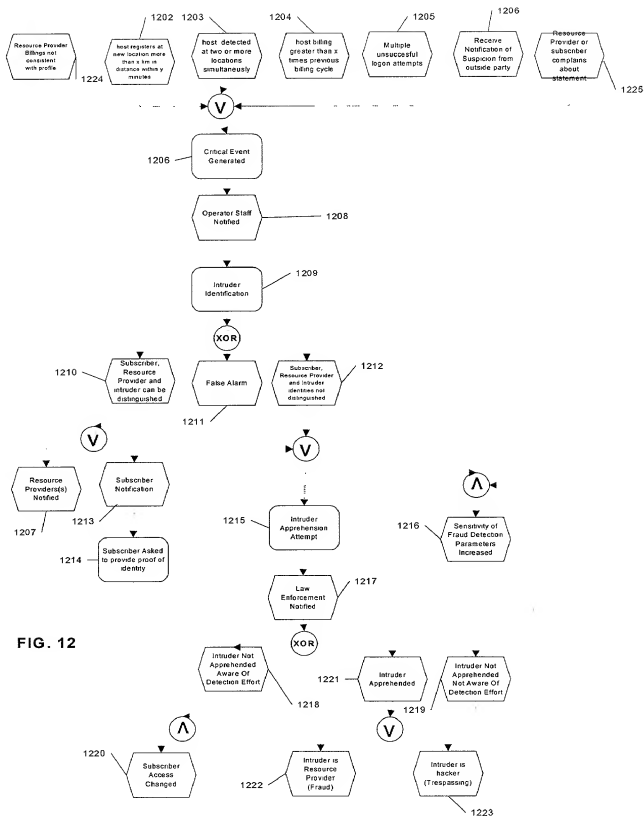 1202
1203
1204
1205
1206
Resource Provider
Billings not
consistent
with profile
host registers at
new location more
than x km in
distance within y
minutes
host detected
at two or more
locations
simultaneously
host billing
greater than x
times previous
billing cycle
Multiple
unsuccesful
logon attempts
Receive
Notification of
Suspicion from
outside party
Resource
Provider or
subscriber
complains
about
statement
1224
1225
V
1206
Critical Event
Generated
Operator Staff
Notified
1208
Intruder
Identification
1209
XOR
1210
Subscriber,
Resource
Provider and
intruder can be
distinguished
False Alarm
1211
Subscriber,
Resource Provider
and Intruder
identities not
distinguished
1212
V
V
Resource
Providers(s)
Notified
1207
Subscriber
Notification
1213
1214
Subscriber Asked
to provide proof of
identity
1215
Intruder
Apprehension
Attempt
Λ
1216
Sensitivity of
Fraud Detection
Parameters
Increased
Law
Enforcement
Notified
1217
XOR
FIG. 12
Intruder Not
Apprehended
Aware Of
Detection Effort
1218
1221
Intruder
Apprehended
1219
Intruder Not
Apprehended
Not Aware Of
Detection Effort
Λ
V
1220
Subscriber
Access
Changed
1222
Intruder is
Resource
Provider
(Fraud)
Intruder is
hacker
(Trespassing)
1223